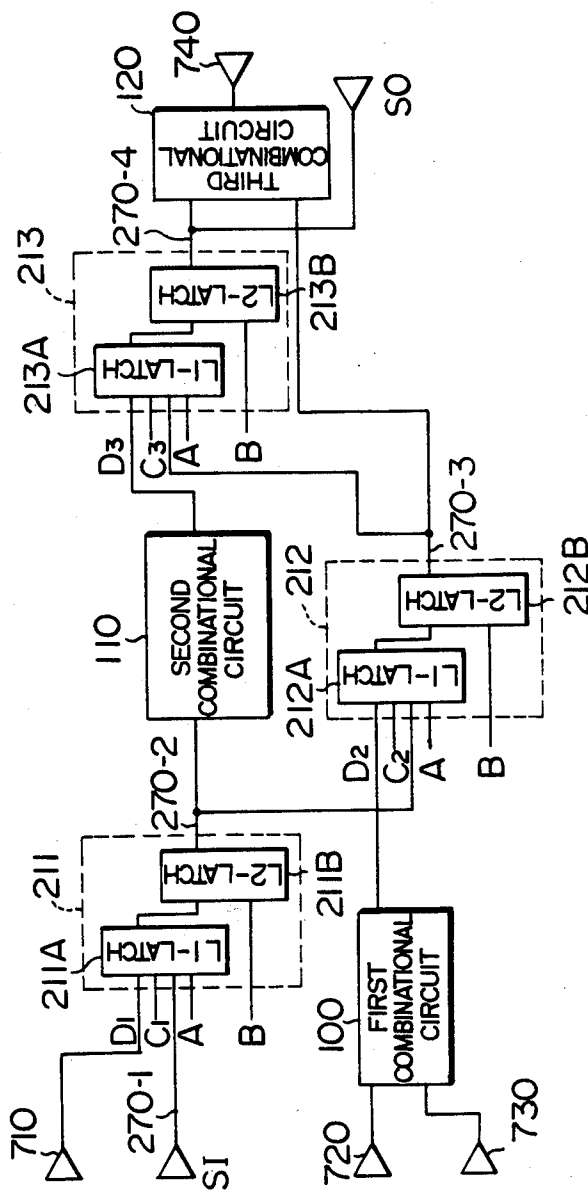 710
D1
C1
A
B
270-1
SI
211A
L1-LATCH
211
L2-LATCH
211B
270-2
720
730
100
FIRST
COMBINATIONAL
CIRCUIT
110
SECOND
COMBINATIONAL
CIRCUIT
D2
C2
A
B
212A
L1-LATCH
212
L2-LATCH
212B
270-3
D3
C3
A
B
213A
L1-LATCH
213
L2-LATCH
213B
270-4
120
THIRD
COMBINATIONAL
CIRCUIT
740
SO